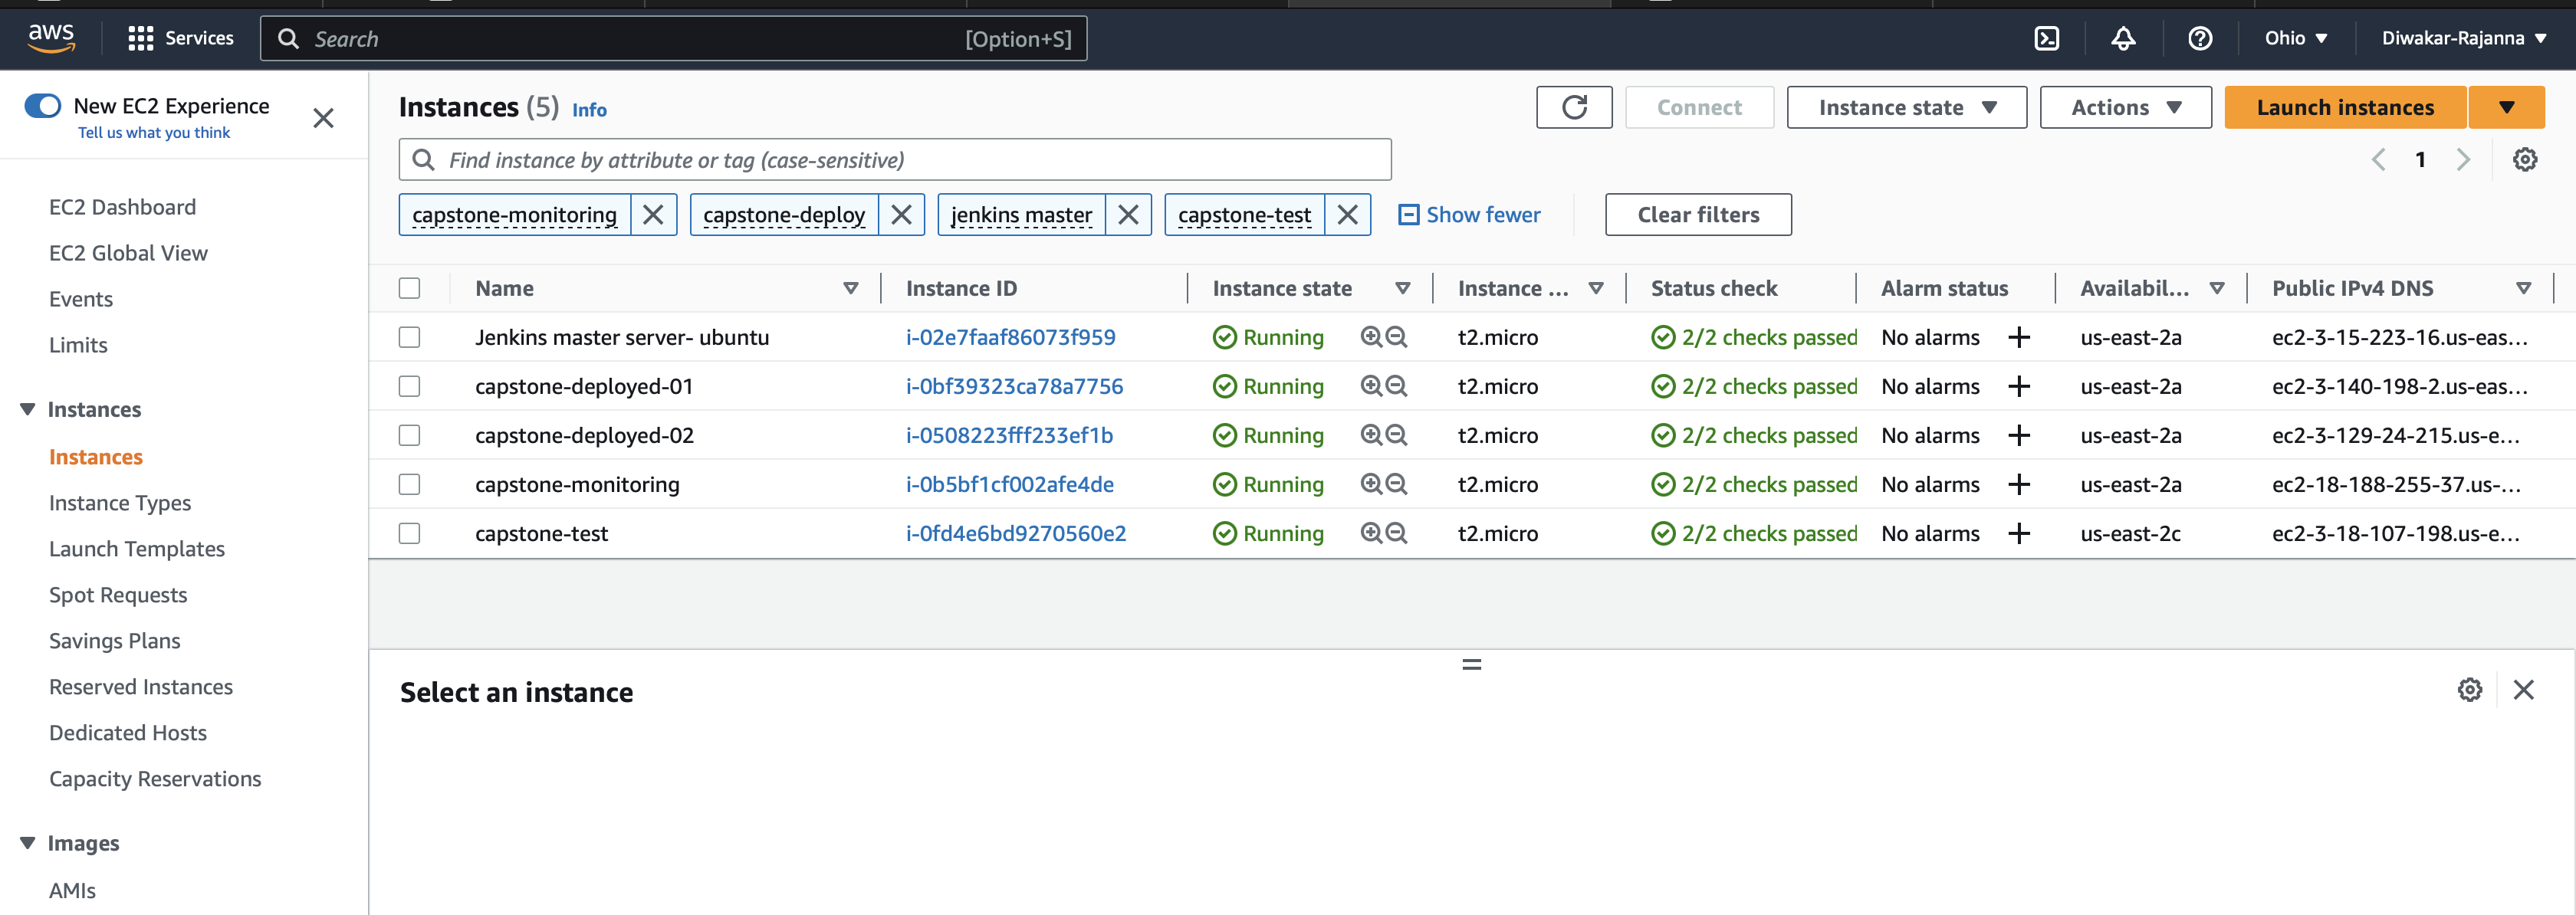 aws
Services
Search [Option+S]
Ohio
Diwakar-Rajanna
New EC2 Experience
Tell us what you think
EC2 Dashboard
EC2 Global View
Events
Limits
Instances
Instances
Instance Types
Launch Templates
Spot Requests
Savings Plans
Reserved Instances
Dedicated Hosts
Capacity Reservations
Images
AMIs
Instances (5) Info
Connect
Instance state
Actions
Launch instances
Find instance by attribute or tag (case-sensitive)
1
capstone-monitoring capstone-deploy jenkins master capstone-test Show fewer Clear filters
Name Instance ID Instance state Instance ... Status check Alarm status Availabil... Public IPv4 DNS
Jenkins master server- ubuntu i-02e7faaf86073f959 Running t2.micro 2/2 checks passed No alarms + us-east-2a ec2-3-15-223-16.us-eas...
capstone-deployed-01 i-0bf39323ca78a7756 Running t2.micro 2/2 checks passed No alarms + us-east-2a ec2-3-140-198-2.us-eas...
capstone-deployed-02 i-0508223fff233ef1b Running t2.micro 2/2 checks passed No alarms + us-east-2a ec2-3-129-24-215.us-e...
capstone-monitoring i-0b5bf1cf002afe4de Running t2.micro 2/2 checks passed No alarms + us-east-2a ec2-18-188-255-37.us-...
capstone-test i-0fd4e6bd9270560e2 Running t2.micro 2/2 checks passed No alarms + us-east-2c ec2-3-18-107-198.us-e...
Select an instance